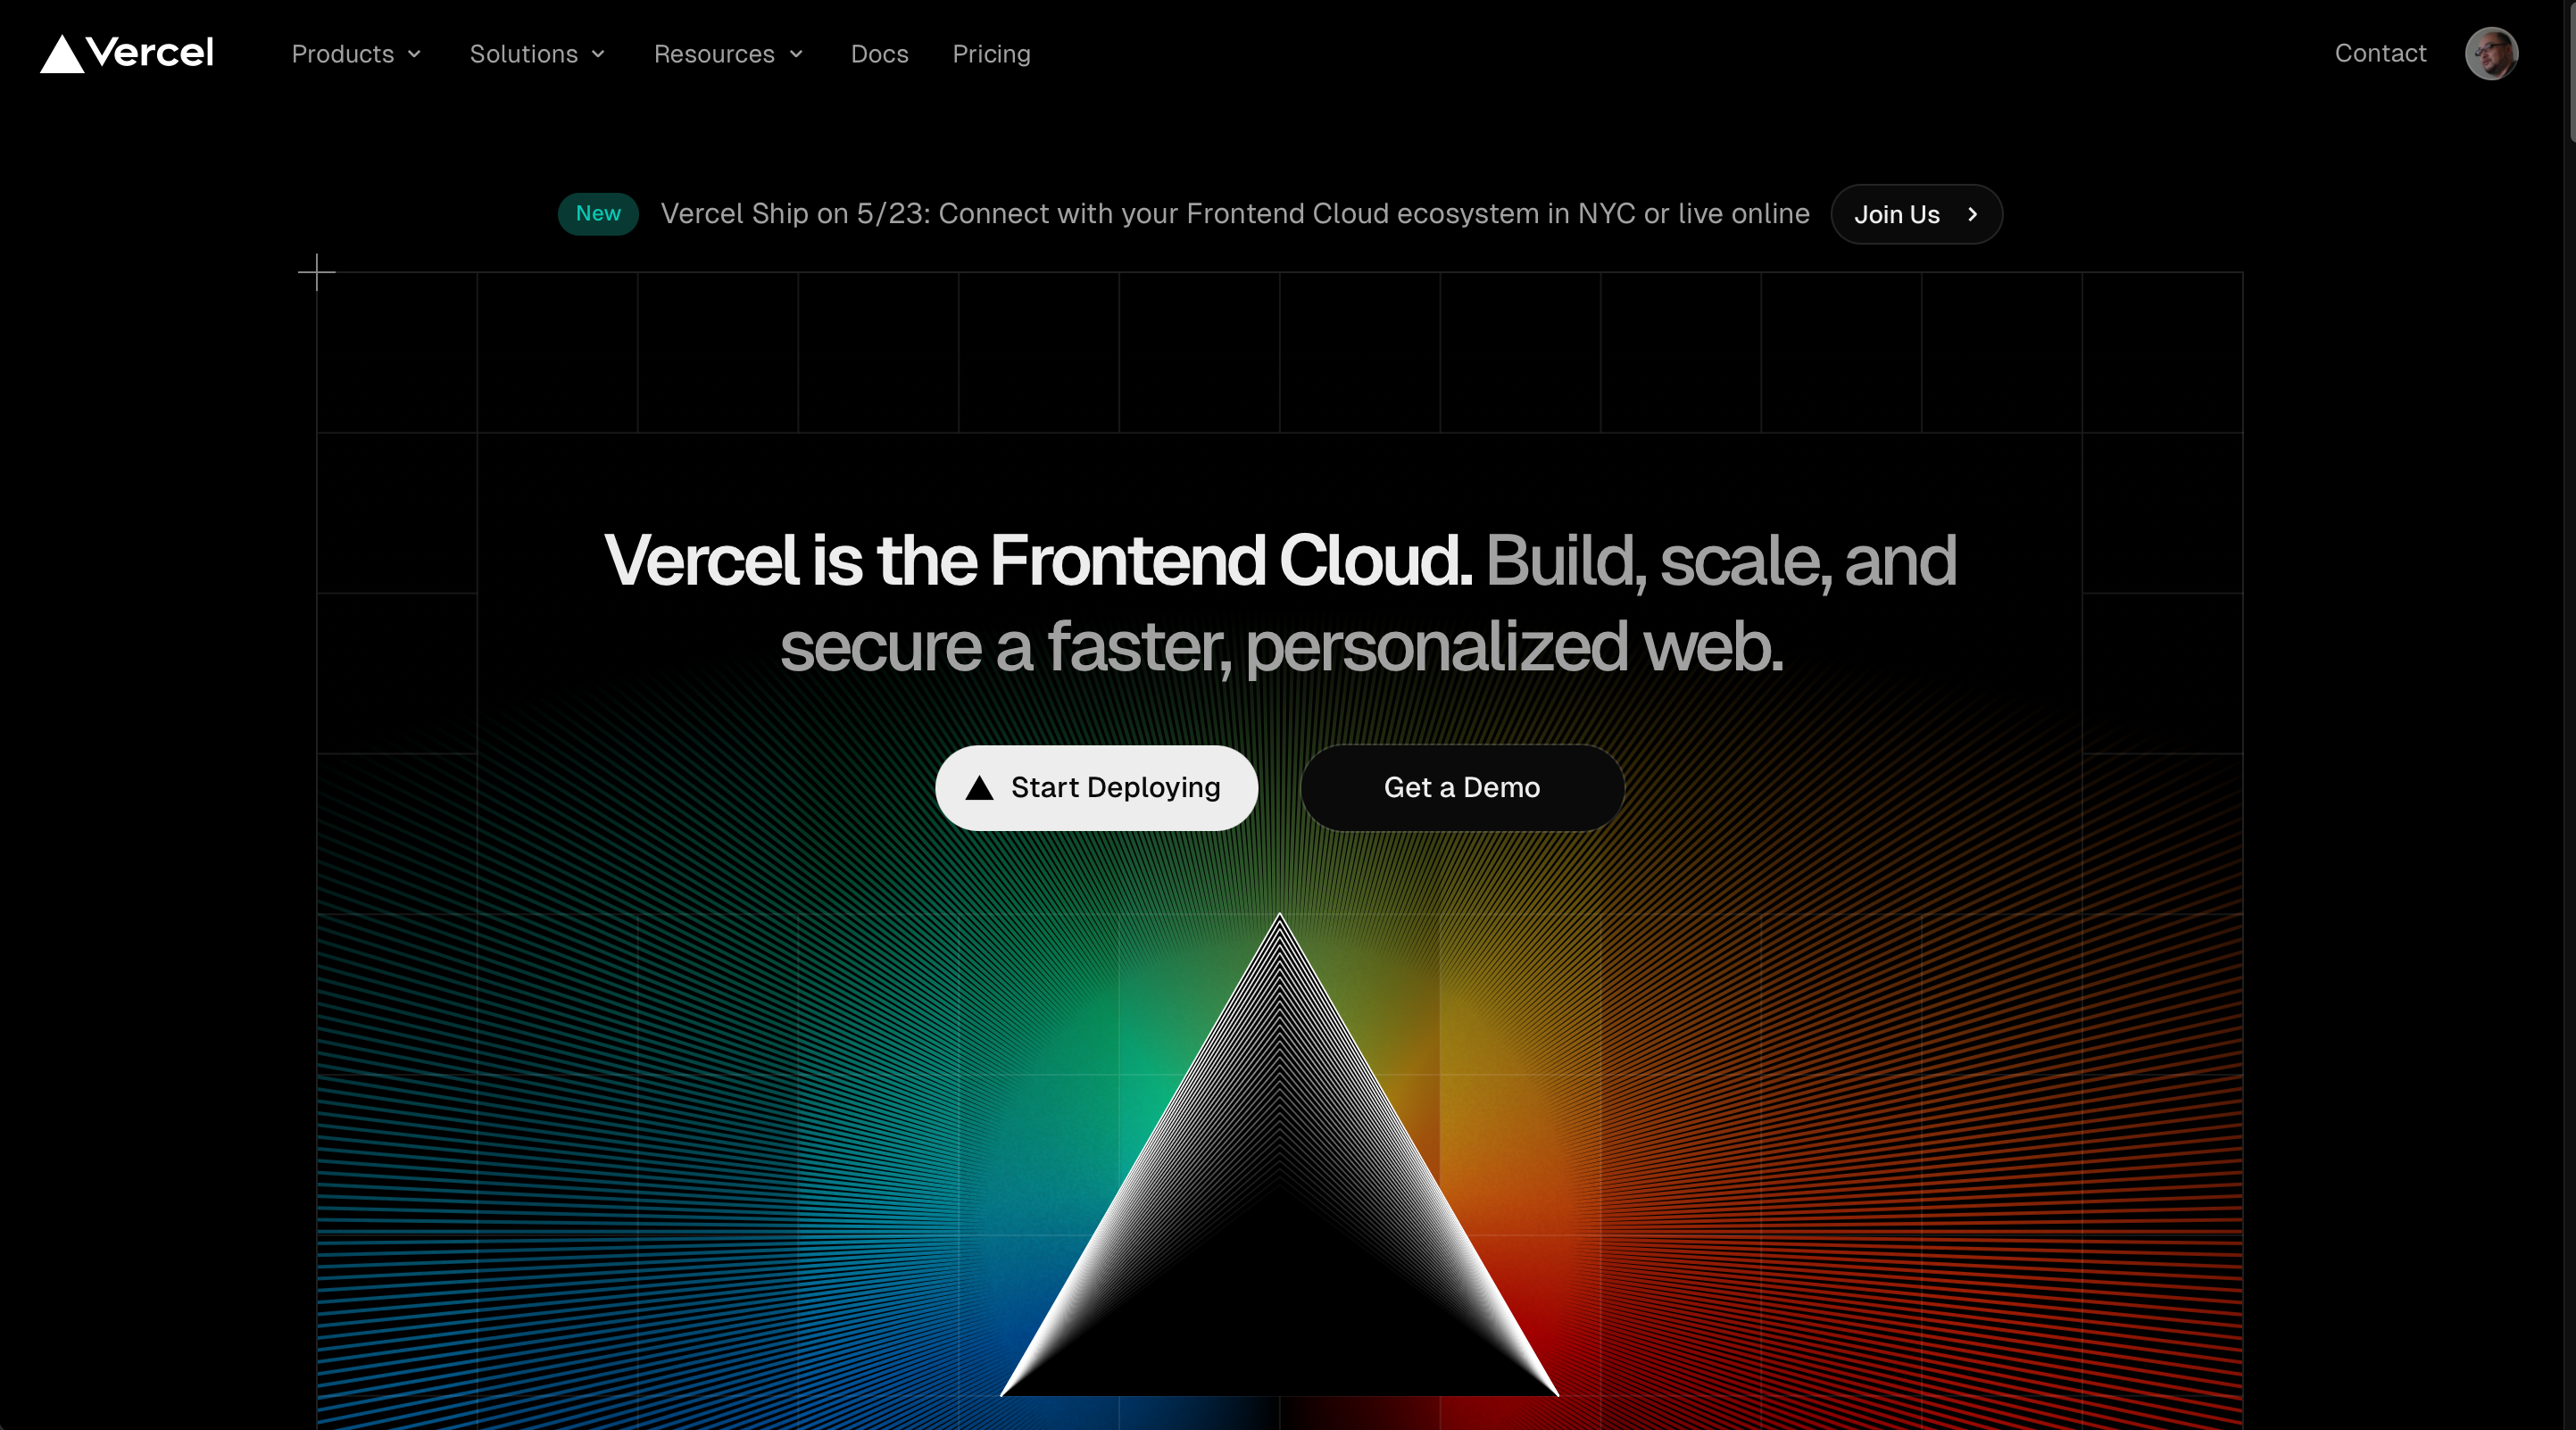 Vercel
Products
Solutions
Resources
Docs
Pricing
Contact
New
Vercel Ship on 5/23: Connect with your Frontend Cloud ecosystem in NYC or live online
Join Us
Vercel is the Frontend Cloud. Build, scale, and
secure a faster, personalized web.
Start Deploying
Get a Demo